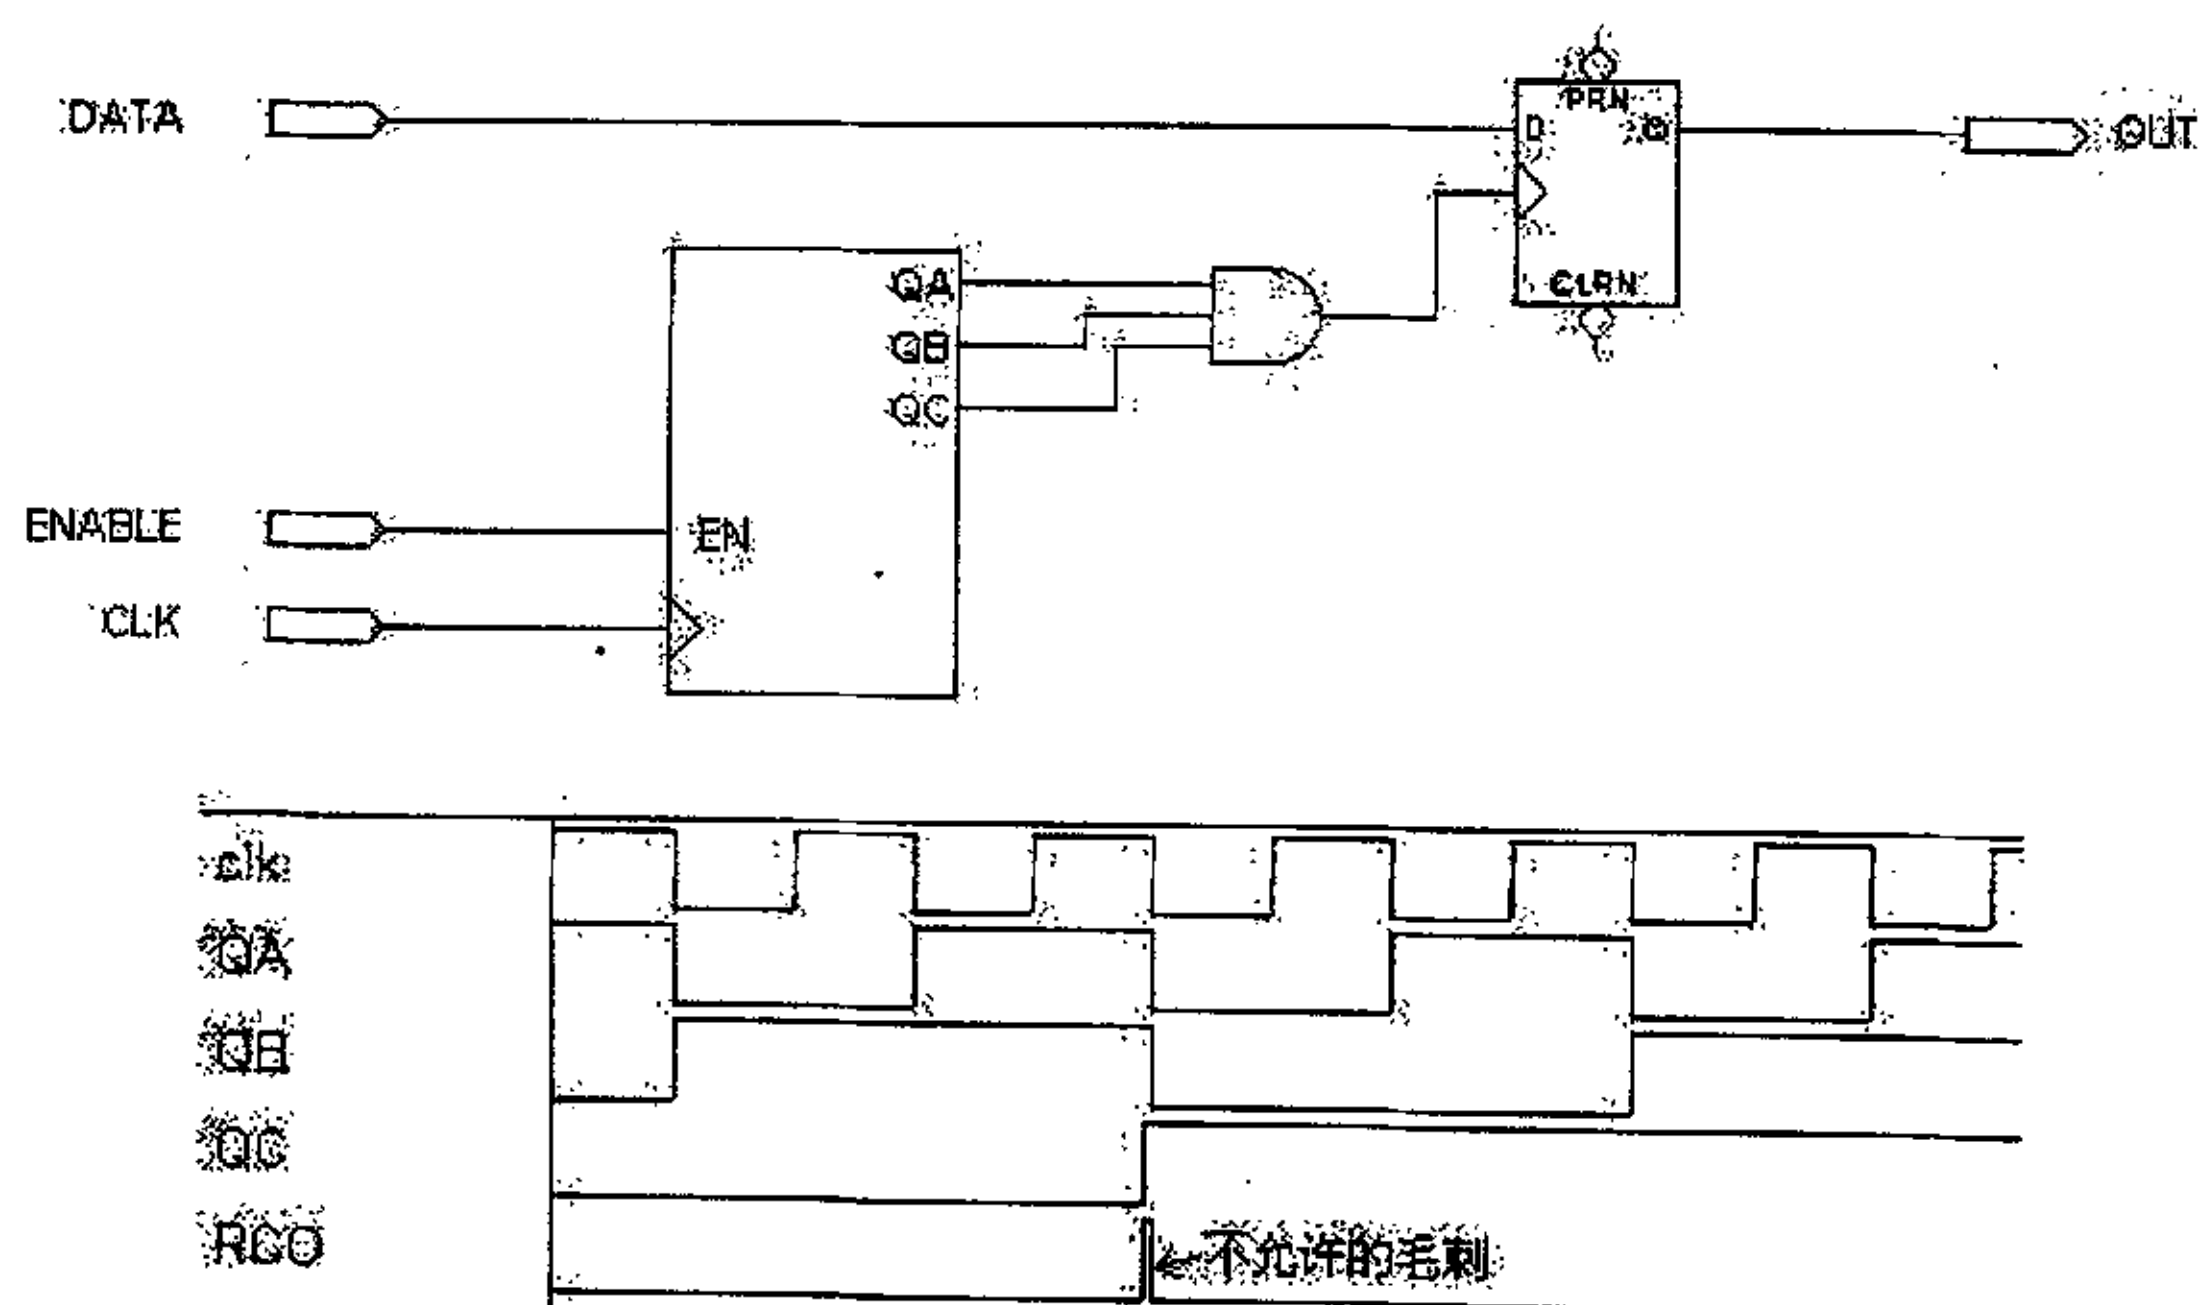 DATA
PRN
D
Q
OUT
CLRN
QA
QB
QC
ENABLE
EN
CLK
clk
QA
QB
QC
RCO
不允许的毛刺